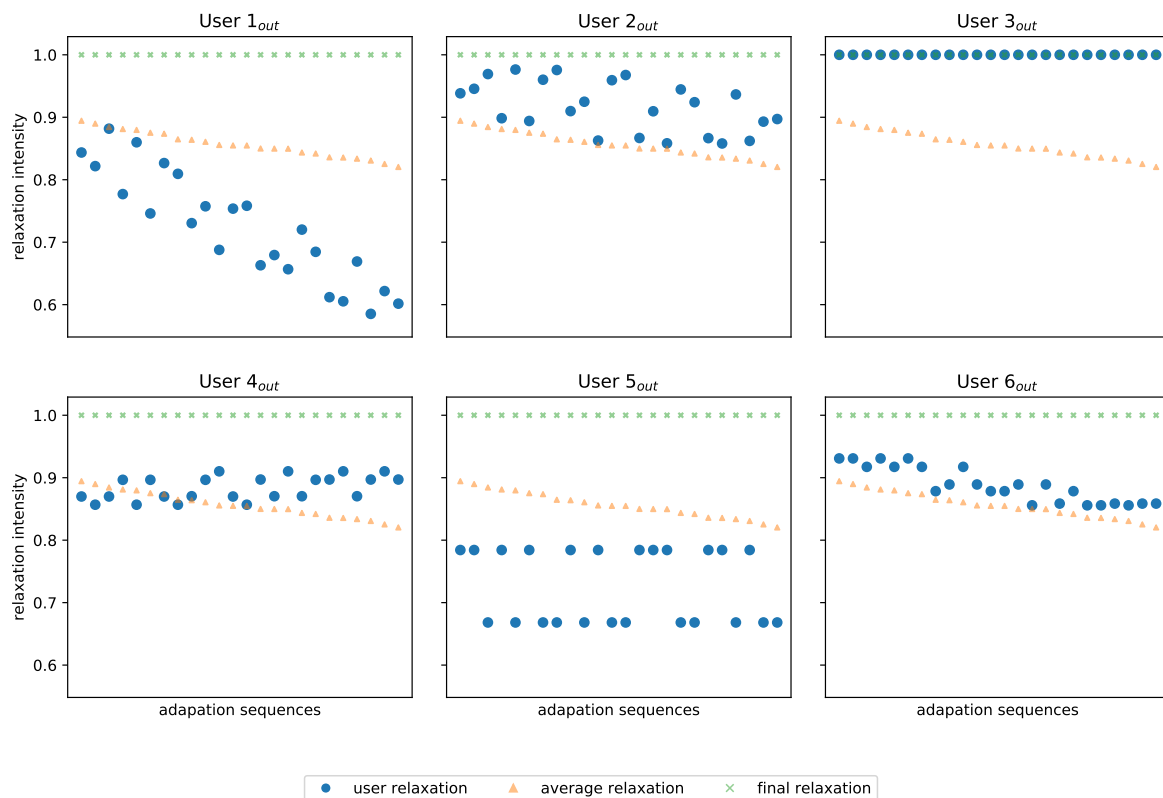 User 1out
User 2out
User 3out
1.0
0.9
0.8
0.7
0.6
relaxation intensity
User 4out
User 5out
User 6out
1.0
0.9
0.8
0.7
0.6
relaxation intensity
adapation sequences
adapation sequences
adapation sequences
user relaxation
average relaxation
final relaxation